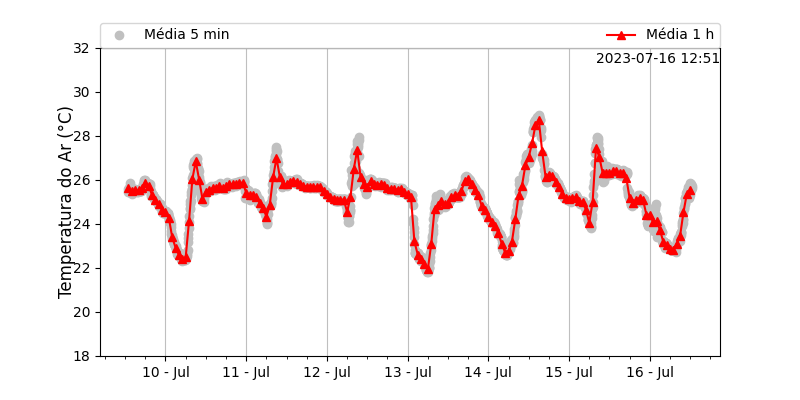 Média 5 min
Média 1 h
2023-07-16 12:51
Temperatura do Ar (°C)
32
30
28
26
24
22
20
18
10 - Jul
11 - Jul
12 - Jul
13 - Jul
14 - Jul
15 - Jul
16 - Jul